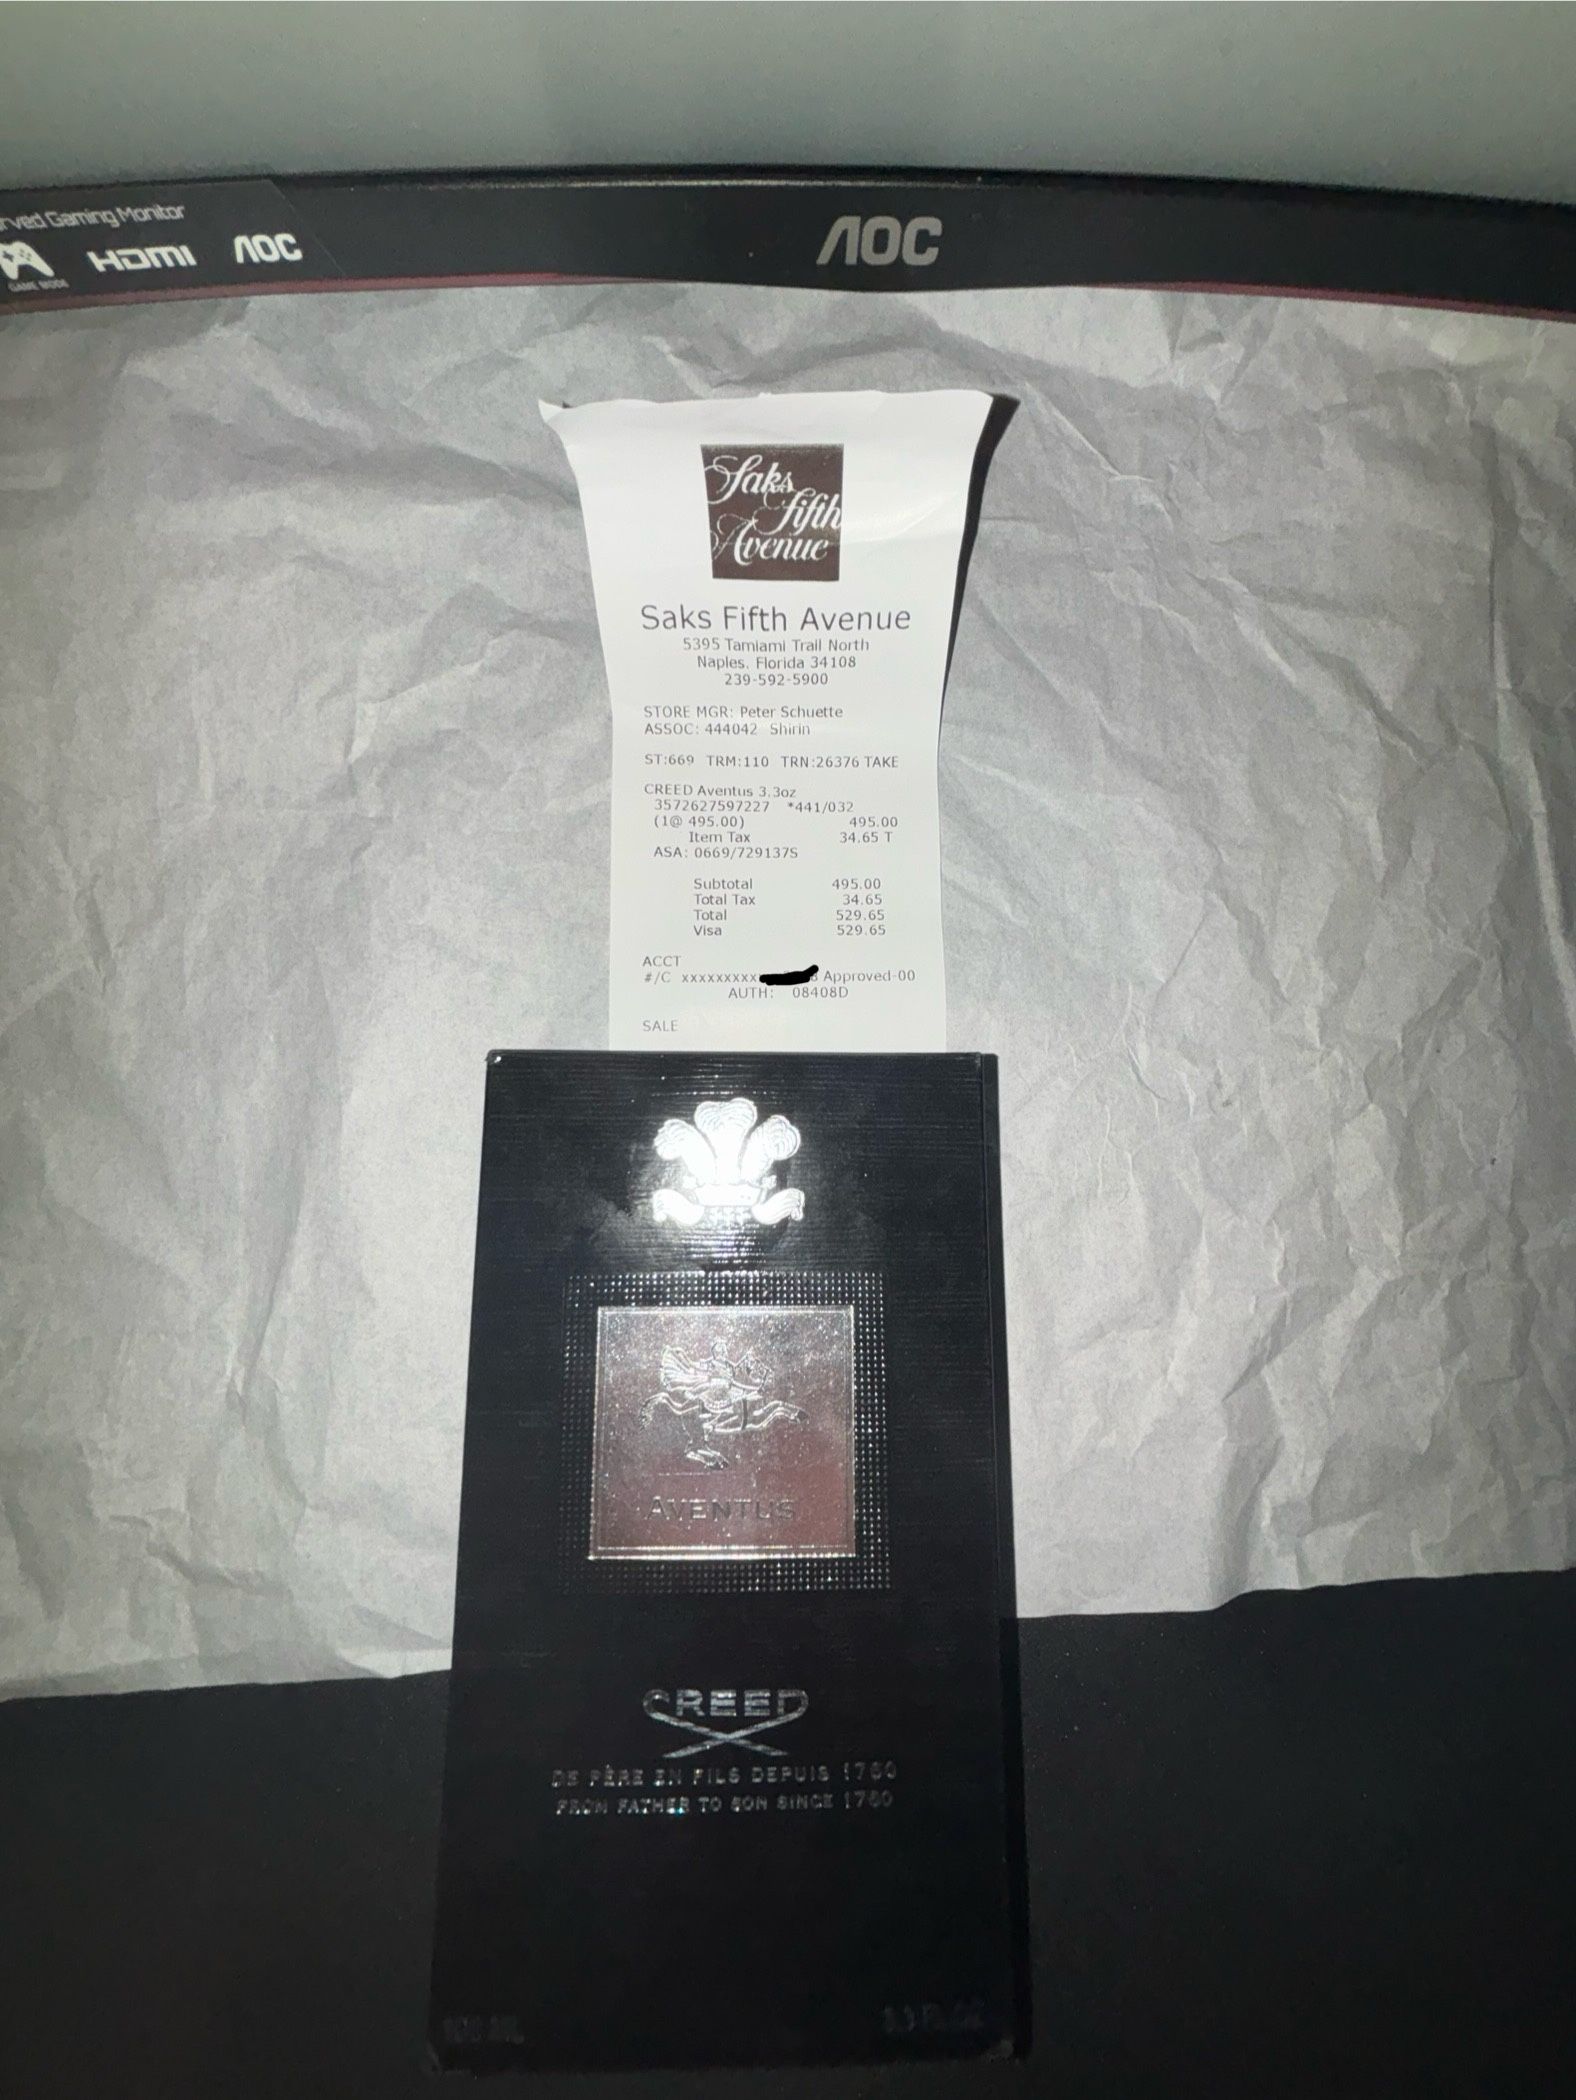 rved Gaming Monitor
GAME MODE
HDMI AOC
AOC
Saks
fifth
Avenue
Saks Fifth Avenue
5395 Tamiami Trail North
Naples, Florida 34108
239-592-5900
STORE MGR: Peter Schuette
ASSOC: 444042 Shirin
ST:669 TRM:110 TRN:26376 TAKE
CREED Aventus 3.3oz
3572627597227 *441/032
(1@ 495.00) 495.00
Item Tax 34.65 T
ASA: 0669/729137S
Subtotal 495.00
Total Tax 34.65
Total 529.65
Visa 529.65
ACCT
#/C xxxxxxxxxx Approved-00
AUTH: 08408D
SALE
AVENTUS
CREED
DE PÈRE EN FILS DEPUIS 1760
FROM FATHER TO SON SINCE 1760